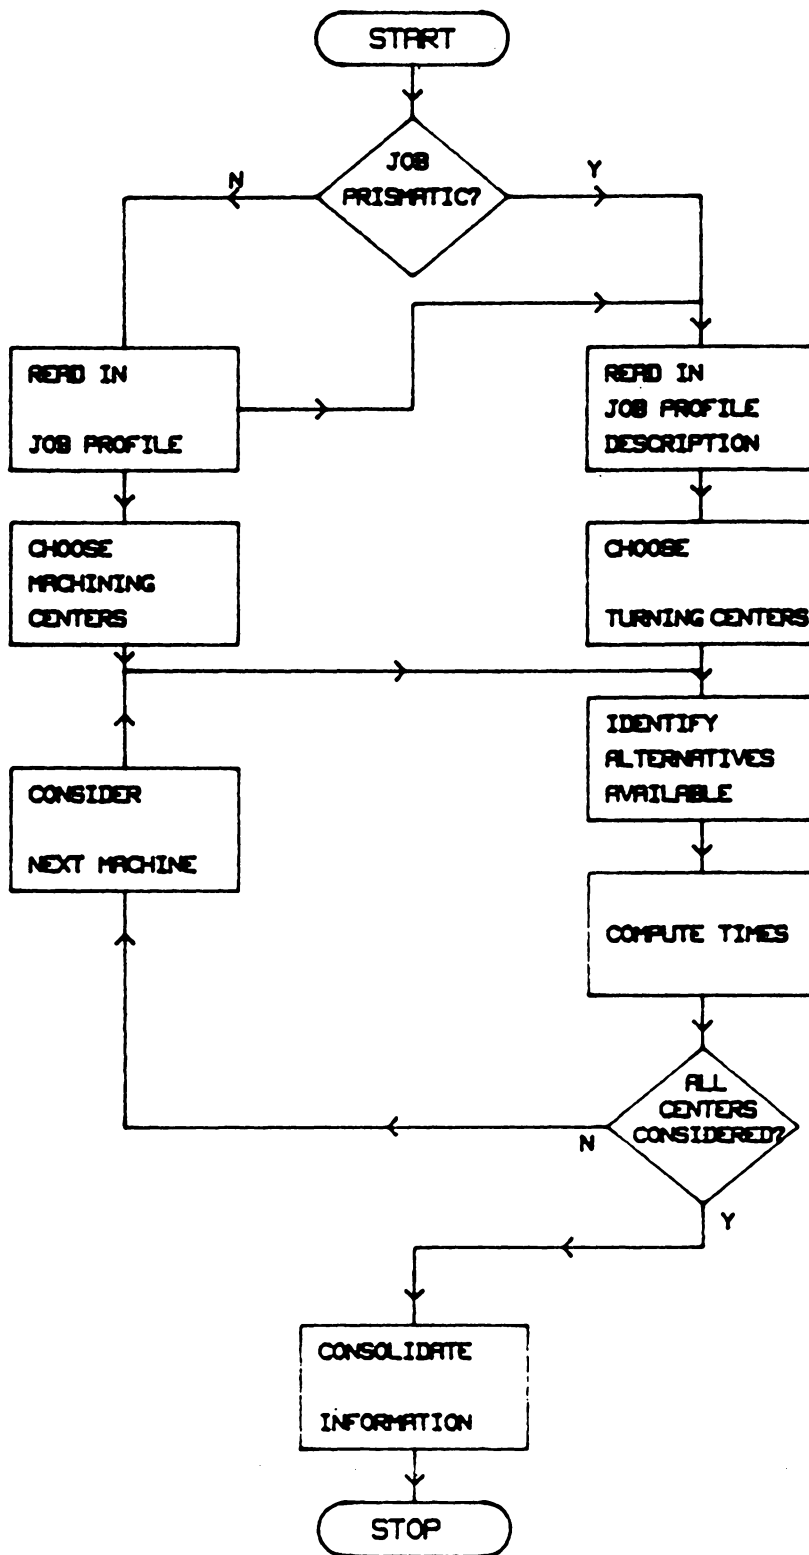 START
JOB
PRISMATIC?
N
Y
READ IN
JOB PROFILE
READ IN
JOB PROFILE
DESCRIPTION
CHOOSE
MACHINING
CENTERS
CHOOSE
TURNING CENTERS
IDENTIFY
ALTERNATIVES
AVAILABLE
CONSIDER
NEXT MACHINE
COMPUTE TIMES
ALL
CENTERS
CONSIDERED?
N
Y
CONSOLIDATE
INFORMATION
STOP